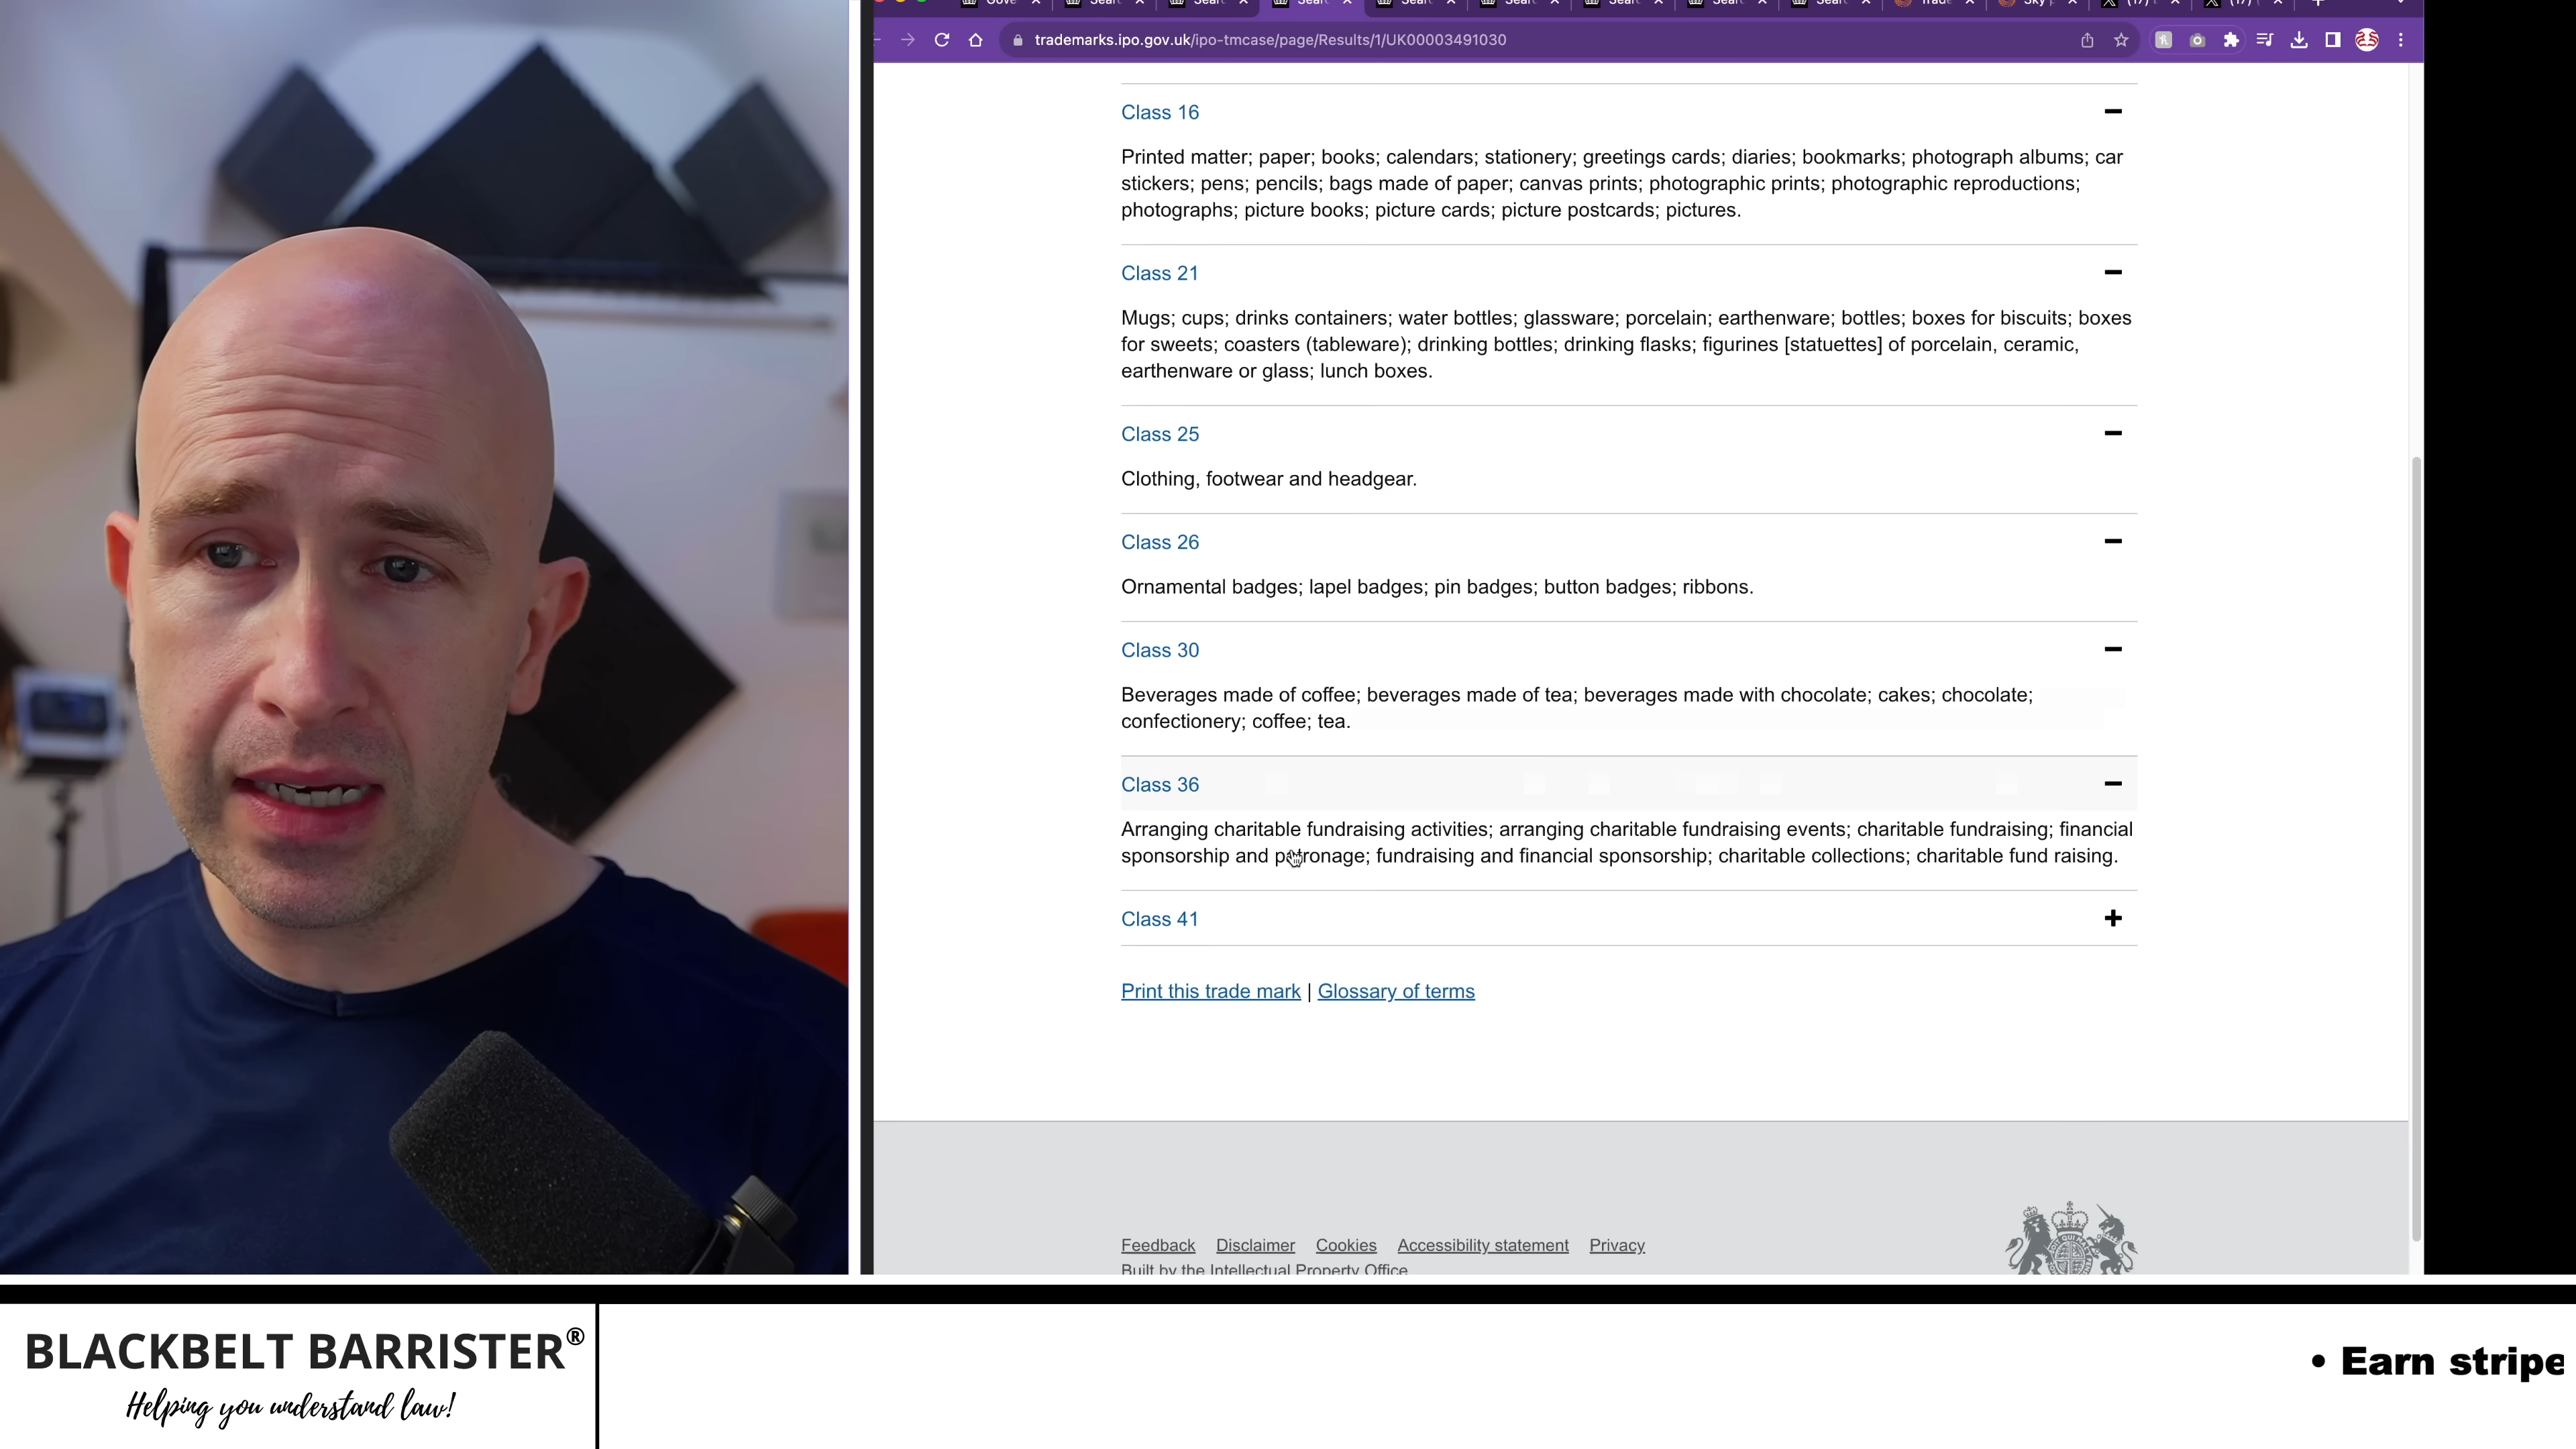 trademarks.ipo.gov.uk/ipo-tmcase/page/Results/1/UK00003491030
Class 16
Printed matter; paper; books; calendars; stationery; greetings cards; diaries; bookmarks; photograph albums; car
stickers; pens; pencils; bags made of paper; canvas prints; photographic prints; photographic reproductions;
photographs; picture books; picture cards; picture postcards; pictures.
Class 21
Mugs; cups; drinks containers; water bottles; glassware; porcelain; earthenware; bottles; boxes for biscuits; boxes
for sweets; coasters (tableware); drinking bottles; drinking flasks; figurines [statuettes] of porcelain, ceramic,
earthenware or glass; lunch boxes.
Class 25
Clothing, footwear and headgear.
Class 26
Ornamental badges; lapel badges; pin badges; button badges; ribbons.
Class 30
Beverages made of coffee; beverages made of tea; beverages made with chocolate; cakes; chocolate;
confectionery; coffee; tea.
Class 36
Arranging charitable fundraising activities; arranging charitable fundraising events; charitable fundraising; financial
sponsorship and patronage; fundraising and financial sponsorship; charitable collections; charitable fund raising.
Class 41
Print this trade mark | Glossary of terms
Feedback Disclaimer Cookies Accessibility statement Privacy
Built by the Intellectual Property Office
BLACKBELT BARRISTER®
Helping you understand law!
• Earn stripe